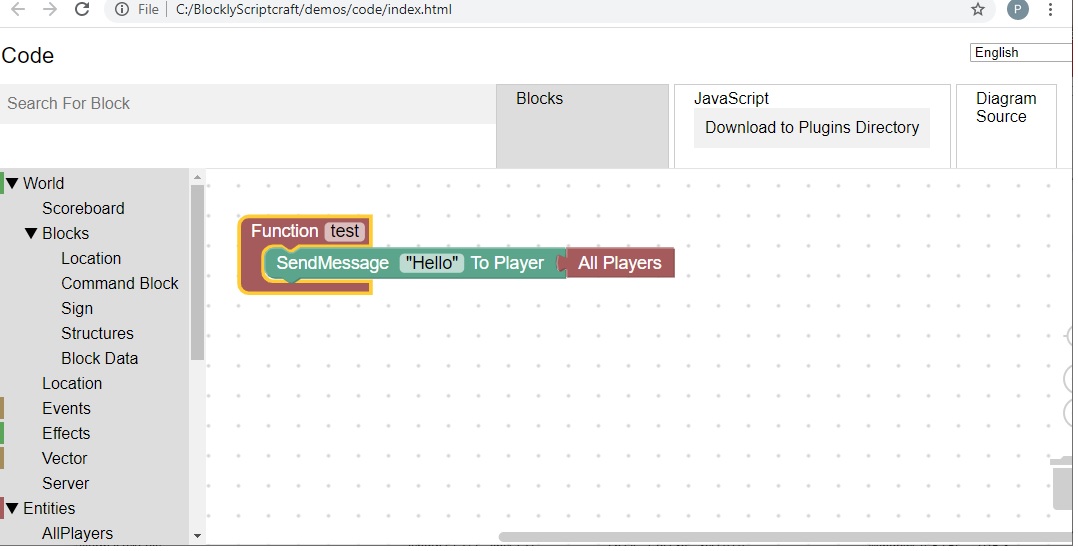 File C:/BlocklyScriptcraft/demos/code/index.html
P
Code
English
Search For Block
Blocks
JavaScript
Download to Plugins Directory
Diagram
Source
World
Scoreboard
Blocks
Location
Command Block
Sign
Structures
Block Data
Location
Events
Effects
Vector
Server
Entities
AllPlayers
Function test
SendMessage "Hello" To Player All Players